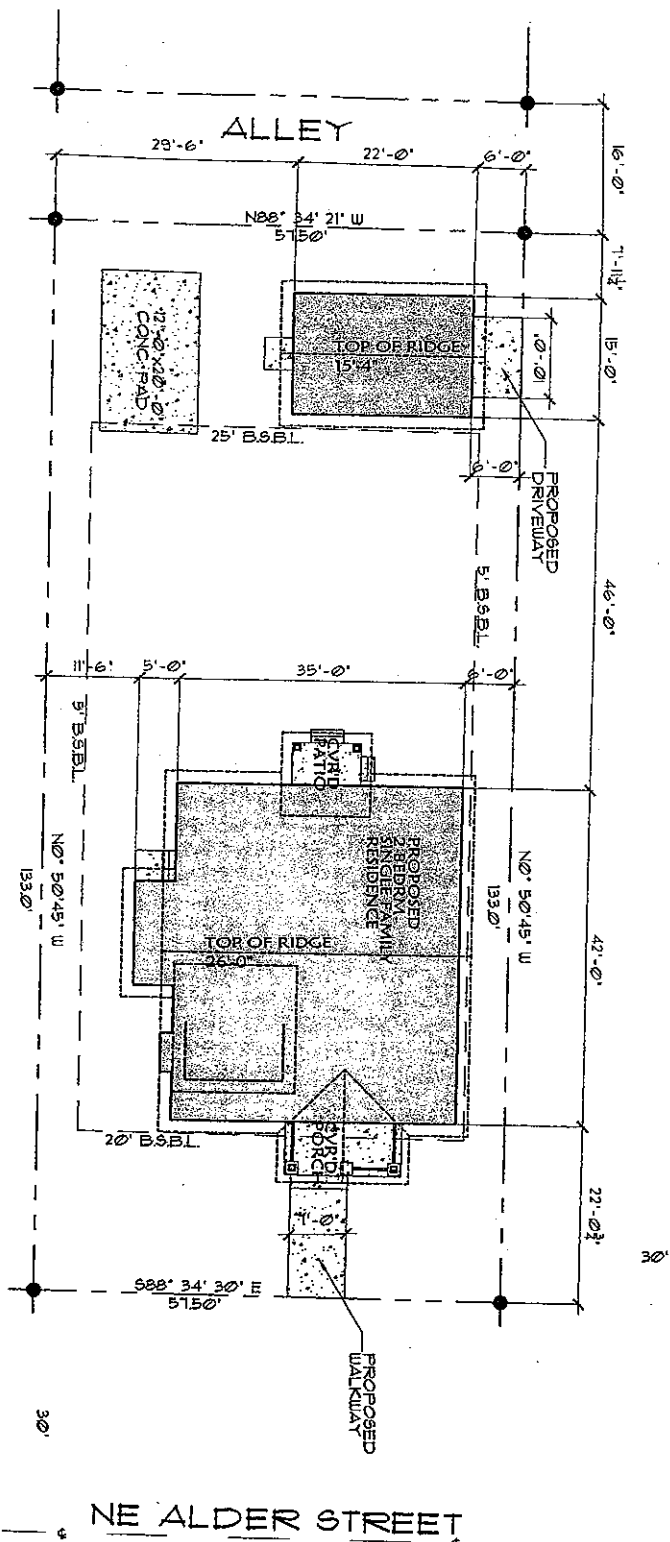 ALLEY
29'-6"
22'-0"
6'-0"
16'-0"
N88° 34' 21" W
57.50'
7'-11¼"
12'-0"x20'-0"
CONC. PAD
TOP OF RIDGE
15'-4"
10'-0"
15'-0"
25' B.S.B.L.
6'-0"
PROPOSED
DRIVEWAY
5' B.S.B.L.
46'-0"
11'-6"
5'-0"
35'-0"
6'-0"
5' B.S.B.L.
CVR'D
PATIO
N0° 50' 45" W
133.0'
PROPOSED
2 BEDRM
SINGLE FAMILY
RESIDENCE
N0° 50' 45" W
133.0'
42'-0"
TOP OF RIDGE
26'-0"
20' B.S.B.L.
CVR'D
PORCH
7'-0"
22'-0¾"
30'
S88° 34' 30" E
57.50'
PROPOSED
WALKWAY
30'
NE ALDER STREET